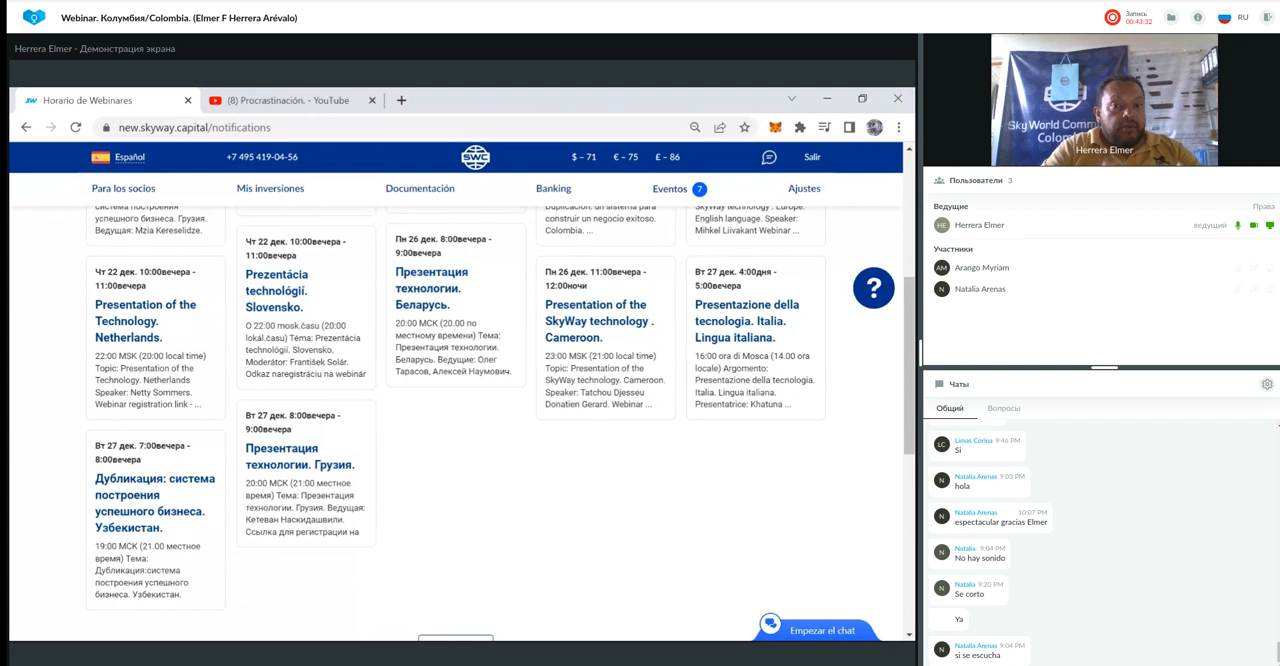 Webinar. Колумбия/Colombia. (Elmer F Herrera Arévalo)
Запись
00:43:32
RU
Herrera Elmer - Демонстрация экрана
Horario de Webinares
(8) Procrastinación. - YouTube
new.skyway.capital/notifications
Español
+7 495 419-04-56
SWC
$ – 71
€ – 75
£ – 86
Salir
Para los socios
Mis inversiones
Documentación
Banking
Eventos
7
Ajustes
система построения
успешного бизнеса. Грузия.
Ведущая: Mzia Kereselidze.
Чт 22 дек. 10:00вечера -
11:00вечера
Presentation of the
Technology.
Netherlands.
22:00 MSK (20:00 local time)
Topic: Presentation of the
Technology. Netherlands
Speaker: Netty Sommers.
Webinar registration link - ...
Вт 27 дек. 7:00вечера -
8:00вечера
Дубликация: система
построения
успешного бизнеса.
Узбекистан.
19:00 МСК (21.00 местное
время) Тема:
Дубликация:система
построения успешного
бизнеса. Узбекистан.
Чт 22 дек. 10:00вечера -
11:00вечера
Prezentácia
technológií.
Slovensko.
O 22:00 mosk.času (20:00
lokál.času) Téma: Prezentácia
technológií. Slovensko.
Moderátor: František Solár.
Odkaz naregistráciu na webinár
Вт 27 дек. 8:00вечера -
9:00вечера
Презентация
технологии. Грузия.
20:00 МСК (21:00 местное
время) Тема: Презентация
технологии. Грузия. Ведущая:
Кетеван Наскидашвили.
Ссылка для регистрации на
Пн 26 дек. 8:00вечера -
9:00вечера
Презентация
технологии.
Беларусь.
20:00 МСК (20.00 по
местному времени) Тема:
Презентация технологии.
Беларусь. Ведущие: Олег
Тарасов, Алексей Наумович.
Duplicación: un sistema para
construir un negocio exitoso.
Colombia. ...
Пн 26 дек. 11:00вечера -
12:00ночи
Presentation of the
SkyWay technology .
Cameroon.
23:00 MSK (21:00 local time)
Topic: Presentation of the
SkyWay technology. Cameroon.
Speaker: Tatchou Djesseu
Donatien Gerard. Webinar ...
SkyWay technology . Europe.
English language. Speaker:
Mihkel Liivakant Webinar ...
Вт 27 дек. 4:00дня -
5:00вечера
Presentazione della
tecnologia. Italia.
Lingua italiana.
16:00 ora di Mosca (14.00 ora
locale) Argomento:
Presentazione della tecnologia.
Italia. Lingua italiana.
Presentatrice: Khatuna ...
?
Empezar el chat
Sky World Comm
Colom
Herrera Elmer
Пользователи 3
Ведущие
Права
HE
Herrera Elmer
ведущий
Участники
AM
Arango Myriam
N
Natalia Arenas
Чаты
Общий
Вопросы
LC
Limas Corina 9:46 PM
Si
N
Natalia Arenas 9:03 PM
hola
N
Natalia Arenas 10:07 PM
espectacular gracias Elmer
N
Natalia 9:04 PM
No hay sonido
N
Natalia 9:20 PM
Se corto
Ya
N
Natalia Arenas 9:04 PM
si se escucha